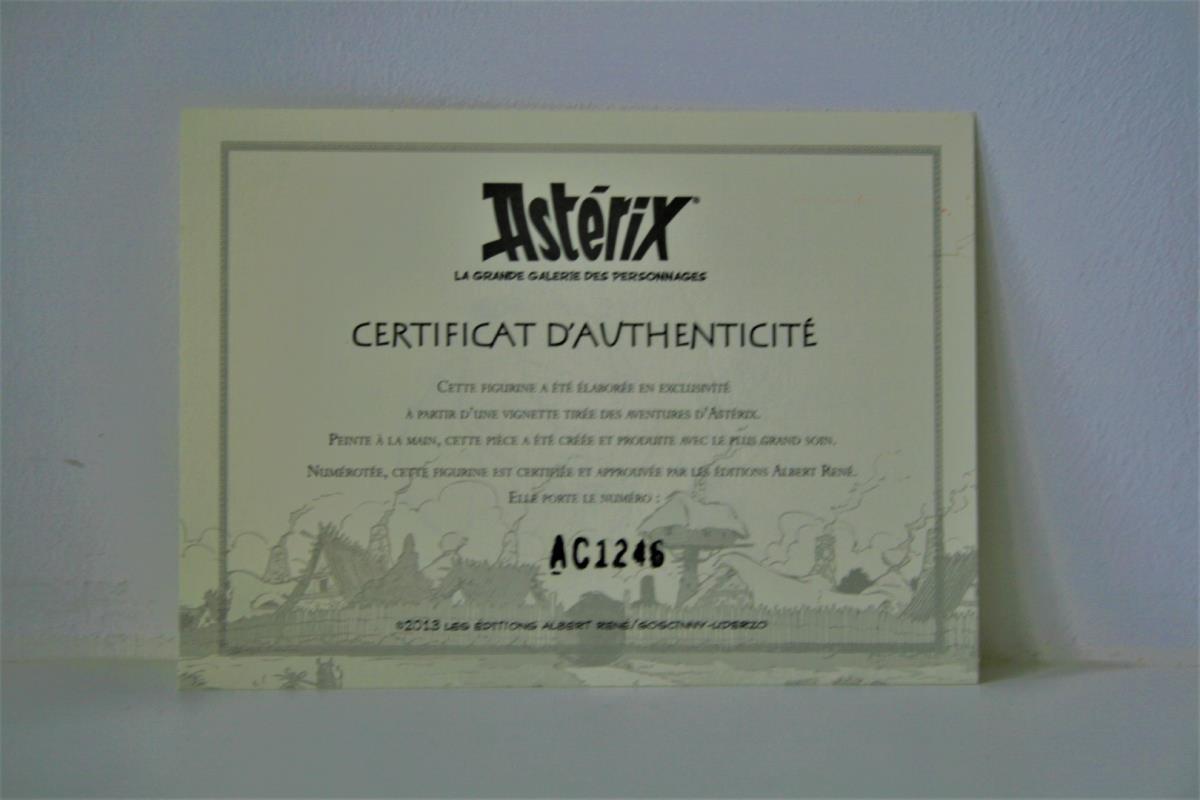 Astérix®
LA GRANDE GALERIE DES PERSONNAGES
CERTIFICAT D'AUTHENTICITÉ
CETTE FIGURINE A ÉTÉ ÉLABORÉE EN EXCLUSIVITÉ
À PARTIR D'UNE VIGNETTE TIRÉE DES AVENTURES D'ASTÉRIX.
PEINTE À LA MAIN, CETTE PIÈCE A ÉTÉ CRÉÉE ET PRODUITE AVEC LE PLUS GRAND SOIN.
NUMÉROTÉE, CETTE FIGURINE EST CERTIFIÉE ET APPROUVÉE PAR LES ÉDITIONS ALBERT RENÉ.
ELLE PORTE LE NUMÉRO :
AC1246
©2013 LES ÉDITIONS ALBERT RENÉ/GOSCINNY-UDERZO